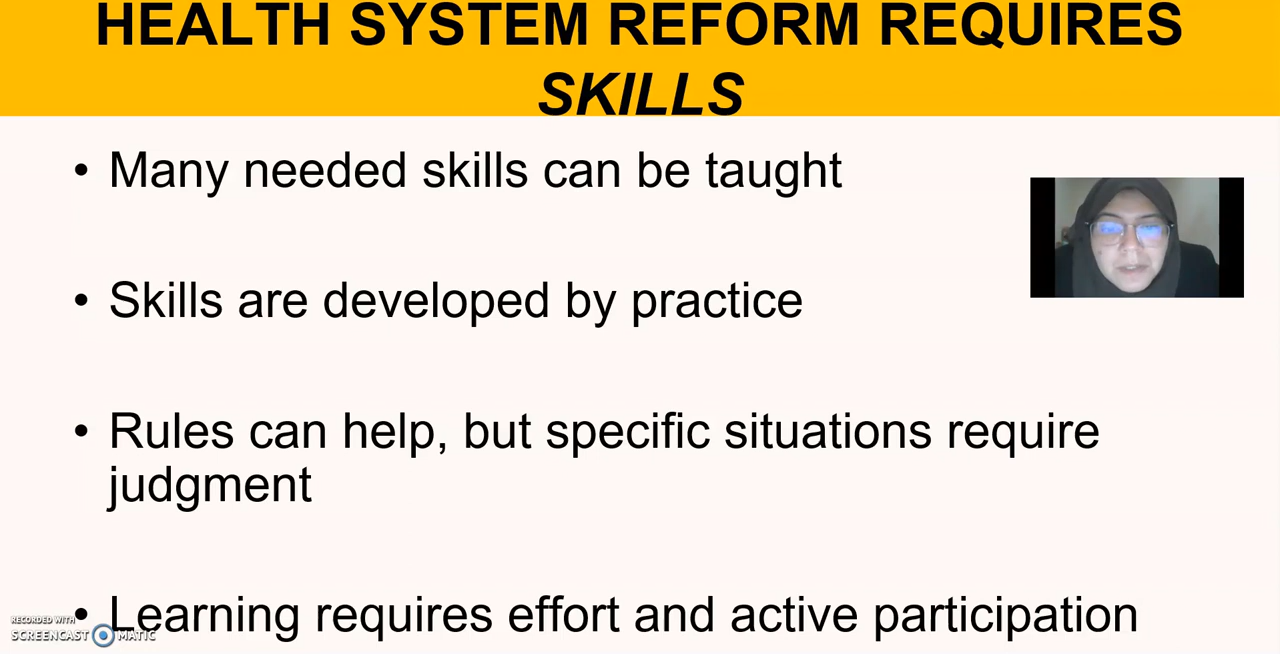 HEALTH SYSTEM REFORM REQUIRES
SKILLS
• Many needed skills can be taught
• Skills are developed by practice
• Rules can help, but specific situations require
judgment
• Learning requires effort and active participation
RECORDED WITH
SCREENCAST MATIC